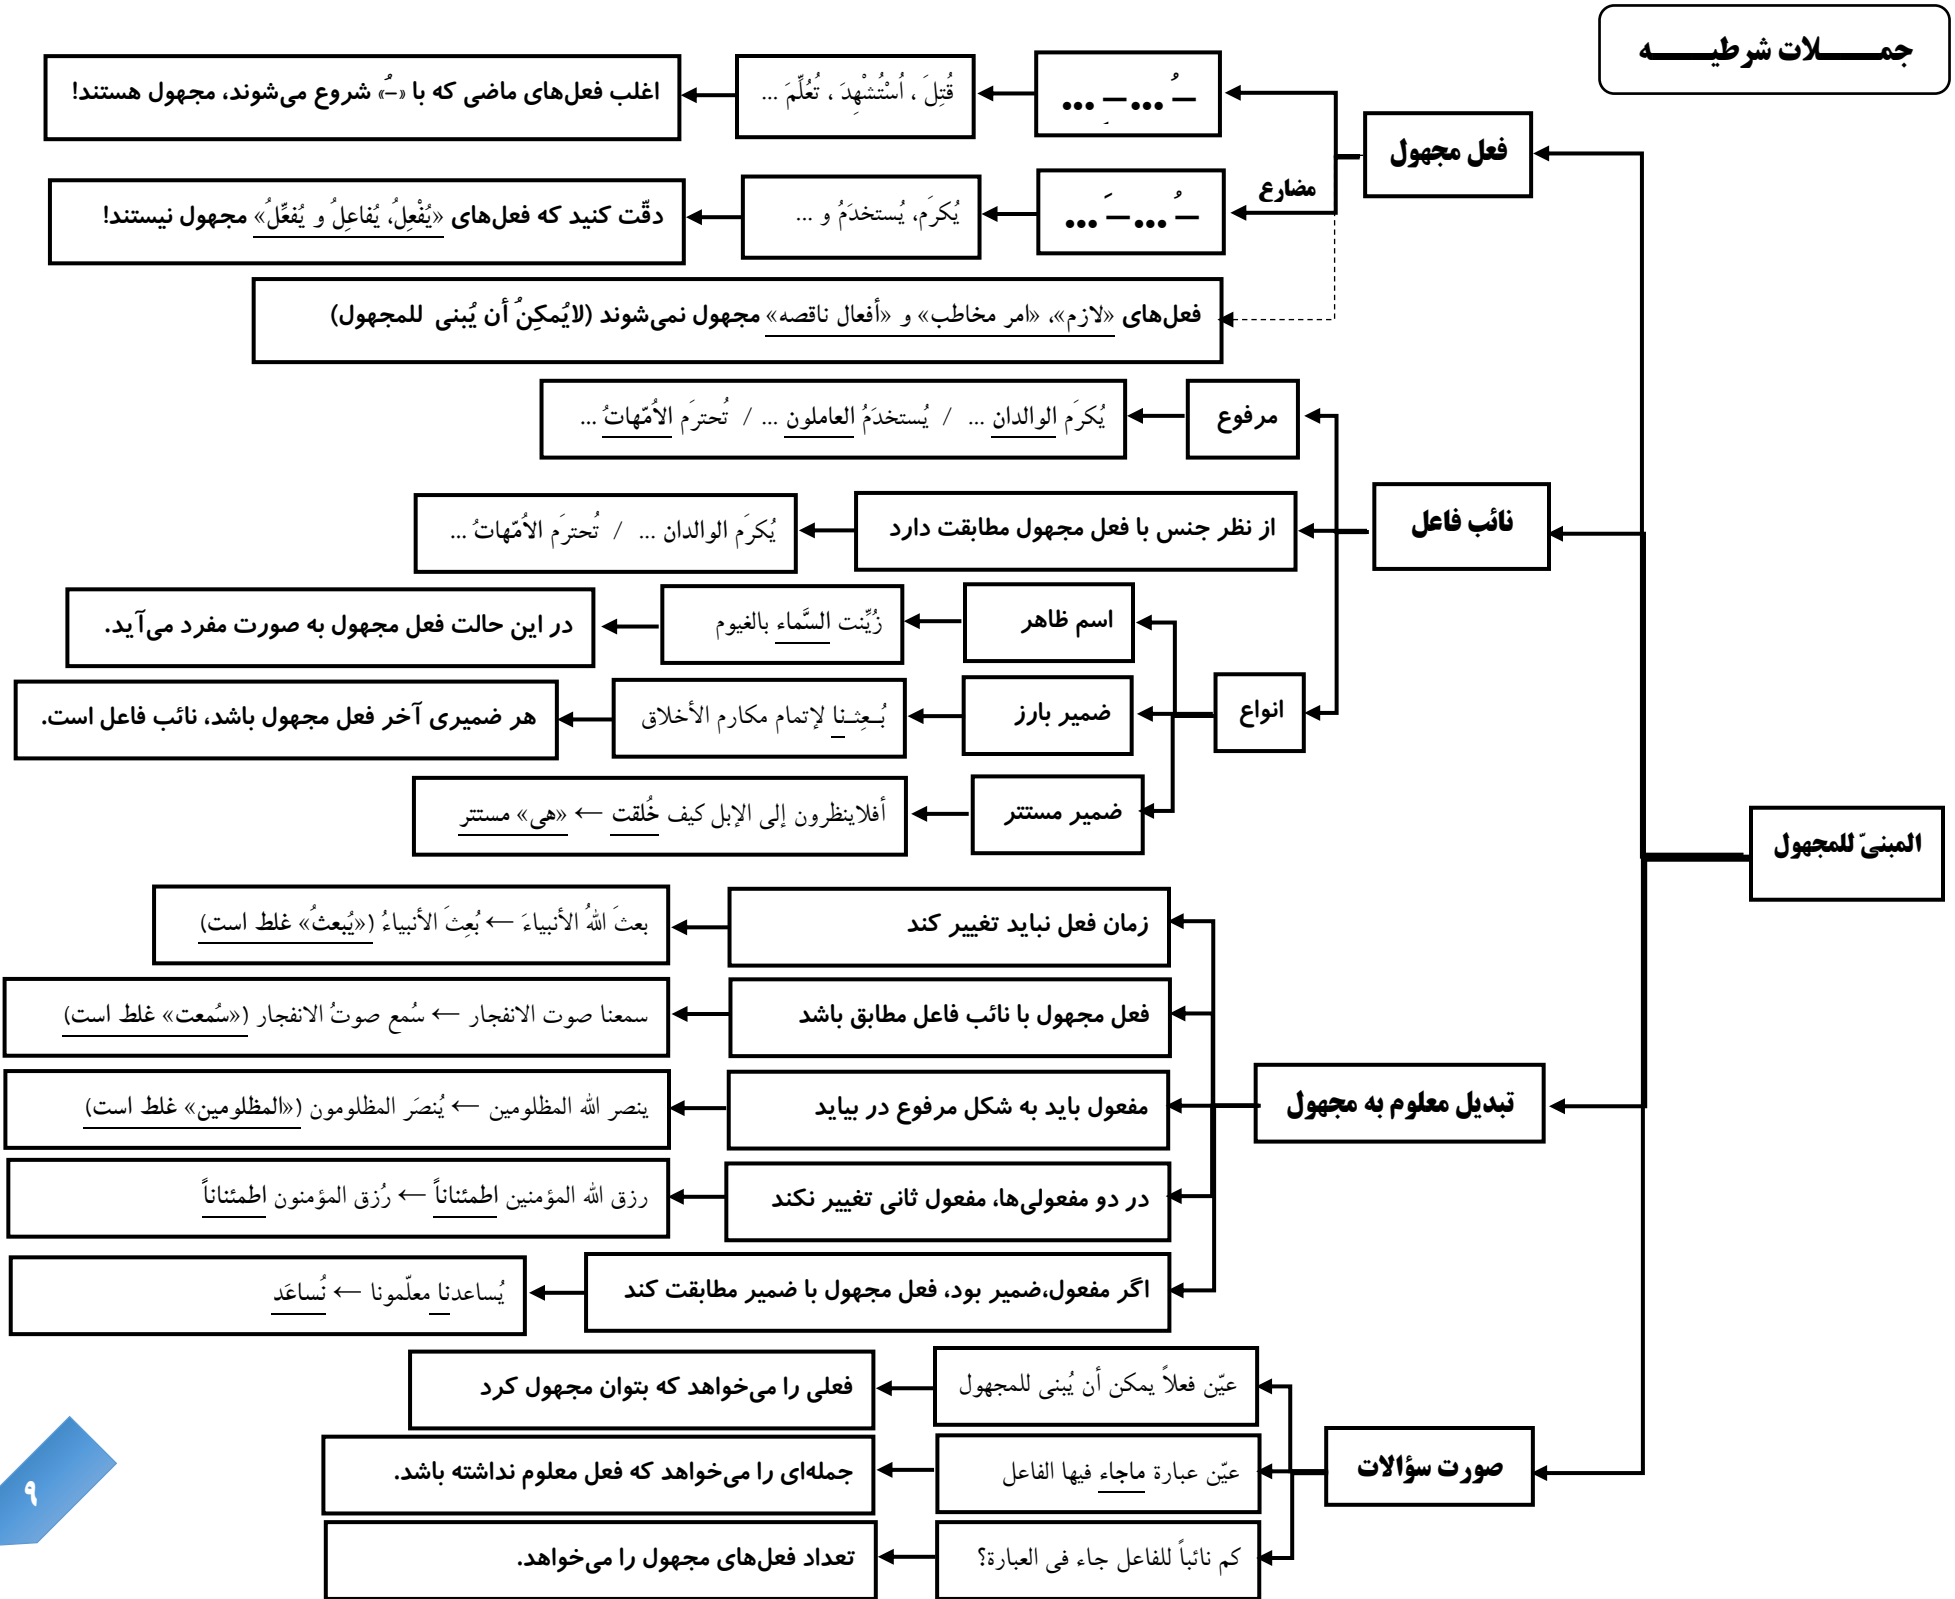 جمـــــــلات شرطیـــــــه
المبنیّ للمجهول
فعل مجهول
ـُ ... ـِ ...
قُتِلَ ، اُسْتُشْهِدَ ، تُعُلِّمَ ...
اغلب فعل‌های ماضی که با «ـُ» شروع می‌شوند، مجهول هستند!
مضارع
ـُ ... ـَ ...
یُکرَم، یُستخدَمُ و ...
دقّت کنید که فعل‌های «یُفْعِلُ، یُفاعِلُ و یُفعِّلُ» مجهول نیستند!
فعل‌های «لازم»، «امر مخاطب» و «أفعال ناقصه» مجهول نمی‌شوند (لایُمکِنُ أن یُبنی للمجهول)
نائب فاعل
مرفوع
یُکرَم الوالدان ... / یُستخدَمُ العاملون ... / تُحترَم الاُمّهاتُ ...
از نظر جنس با فعل مجهول مطابقت دارد
یُکرَم الوالدان ... / تُحترَم الاُمّهاتُ ...
انواع
اسم ظاهر
زُیِّنت السَّماء بالغیوم
در این حالت فعل مجهول به صورت مفرد می‌آید.
ضمیر بارز
بُـعِثـنا لإتمام مکارم الأخلاق
هر ضمیری آخر فعل مجهول باشد، نائب فاعل است.
ضمیر مستتر
أفلاینظرون إلی الإبل کیف خُلقت ← «هی» مستتر
تبدیل معلوم به مجهول
زمان فعل نباید تغییر کند
بعثَ اللهُ الأنبیاءَ ← بُعِثَ الأنبیاءُ («یُبعثُ» غلط است)
فعل مجهول با نائب فاعل مطابق باشد
سمعنا صوت الانفجار ← سُمع صوتُ الانفجار («سُمعت» غلط است)
مفعول باید به شکل مرفوع در بیاید
ینصر الله المظلومین ← یُنصَر المظلومون («المظلومین» غلط است)
در دو مفعولی‌ها، مفعول ثانی تغییر نکند
رزق الله المؤمنین اطمئناناً ← رُزق المؤمنون اطمئناناً
اگر مفعول،ضمیر بود، فعل مجهول با ضمیر مطابقت کند
یُساعدنا معلّمونا ← نُساعَد
صورت سؤالات
عیّن فعلاً یمکن أن یُبنی للمجهول
فعلی را می‌خواهد که بتوان مجهول کرد
عیّن عبارة ماجاء فیها الفاعل
جمله‌ای را می‌خواهد که فعل معلوم نداشته باشد.
کم نائباً للفاعل جاء فی العبارة؟
تعداد فعل‌های مجهول را می‌خواهد.
۹